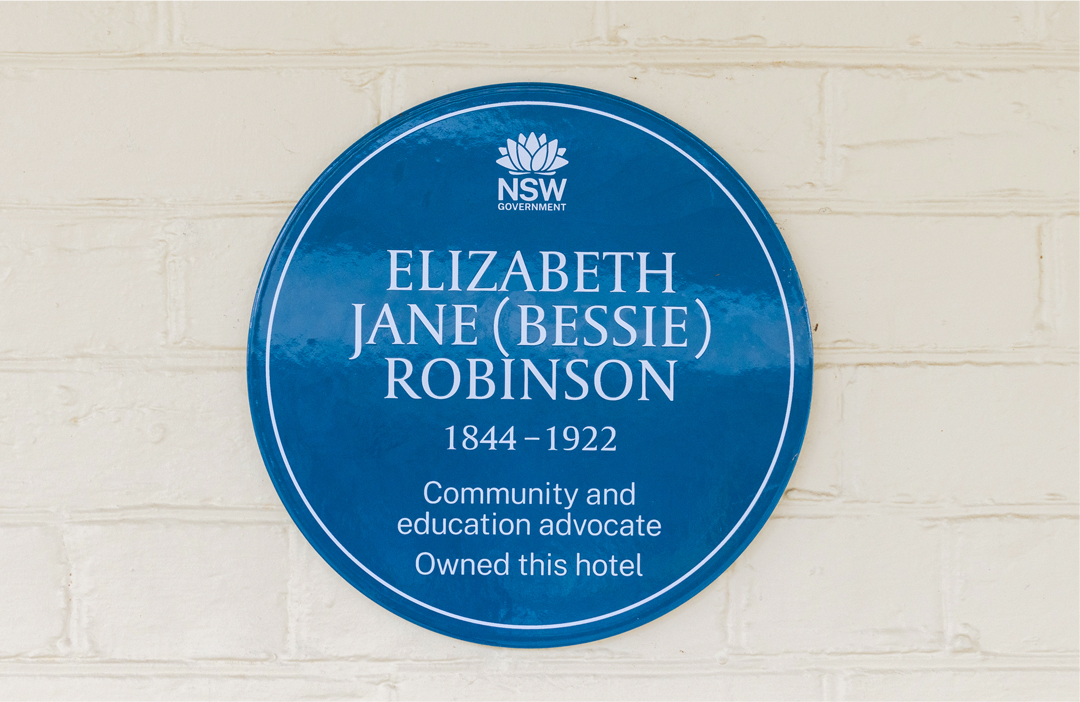 NSW
GOVERNMENT
ELIZABETH
JANE (BESSIE)
ROBINSON
1844–1922
Community and
education advocate
Owned this hotel